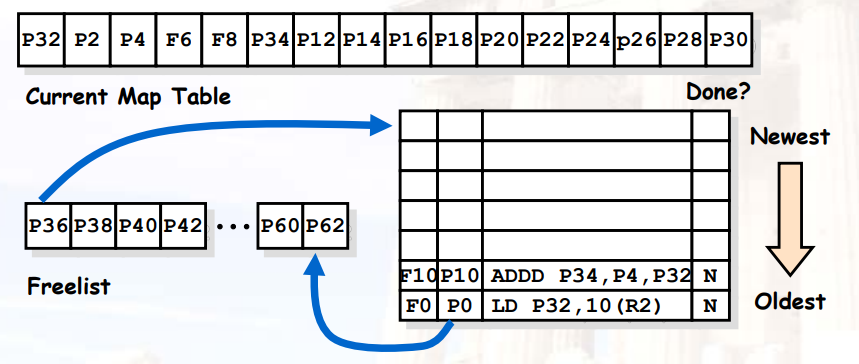 P32 P2 P4 F6 F8 P34 P12 P14 P16 P18 P20 P22 P24 p26 P28 P30
Current Map Table
Done?
Newest
P36 P38 P40 P42 ... P60 P62
F10 P10 ADDD P34,P4,P32 N
Freelist
F0 P0 LD P32,10(R2) N
Oldest